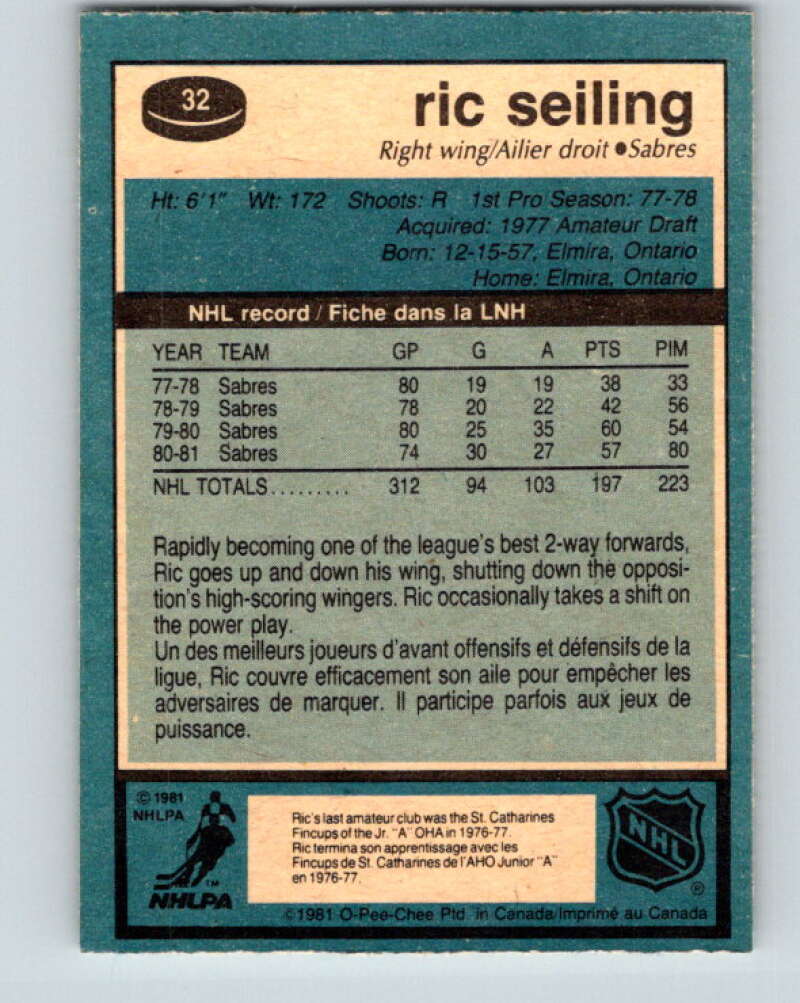 32
ric seiling
Right wing/Ailier droit ●Sabres
Ht: 6'1" Wt: 172 Shoots: R 1st Pro Season: 77-78
Acquired: 1977 Amateur Draft
Born: 12-15-57, Elmira, Ontario
Home: Elmira, Ontario
NHL record / Fiche dans la LNH
YEAR TEAM GP G A PTS PIM
77-78 Sabres 80 19 19 38 33
78-79 Sabres 78 20 22 42 56
79-80 Sabres 80 25 35 60 54
80-81 Sabres 74 30 27 57 80
NHL TOTALS......... 312 94 103 197 223
Rapidly becoming one of the league's best 2-way forwards,
Ric goes up and down his wing, shutting down the opposi-
tion's high-scoring wingers. Ric occasionally takes a shift on
the power play.
Un des meilleurs joueurs d'avant offensifs et défensifs de la
ligue, Ric couvre efficacement son aile pour empêcher les
adversaires de marquer. Il participe parfois aux jeux de
puissance.
© 1981
NHLPA
Ric's last amateur club was the St. Catharines
Fincups of the Jr. "A" OHA in 1976-77.
Ric termina son apprentissage avec les
Fincups de St. Catharines de l'AHO Junior "A"
en 1976-77.
NHL
®
TM
NHLPA
©1981 O-Pee-Chee Ptd. in Canada/Imprimé au Canada